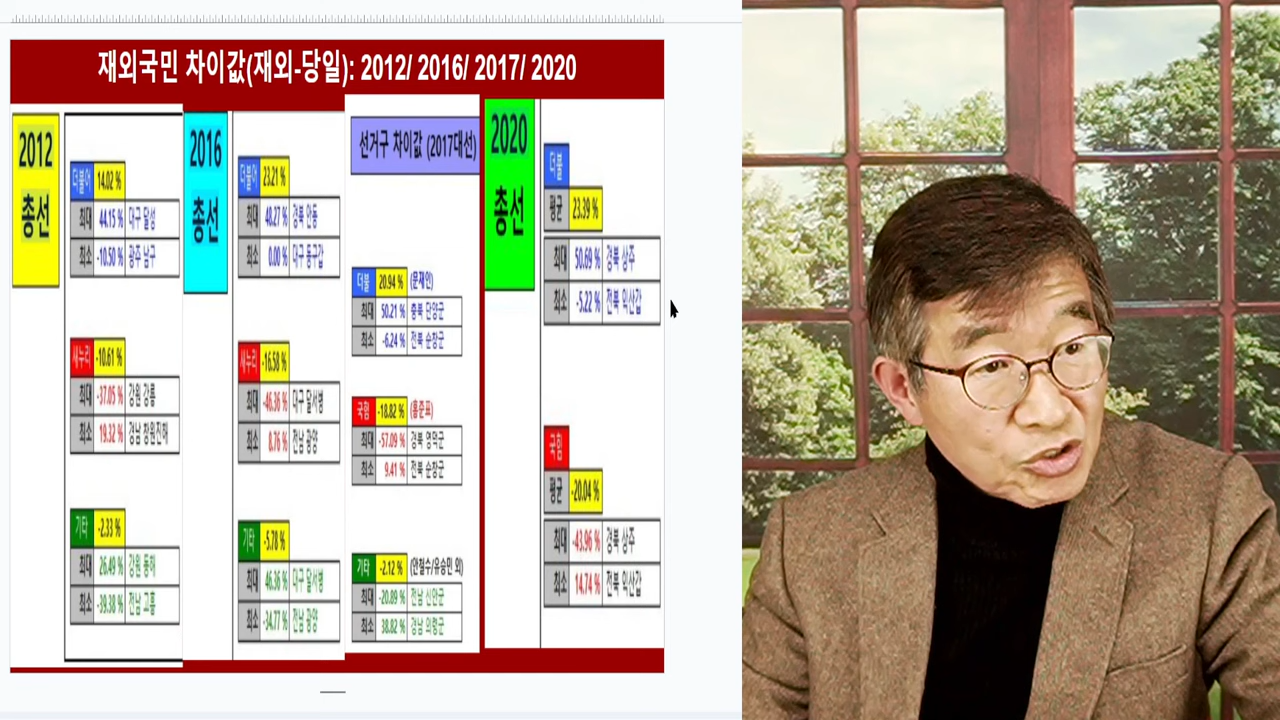 재외국민 차이값(재외-당일): 2012/ 2016/ 2017/ 2020
2012
총선
더불어 14.02 %
최대 44.15 % 대구 달성
최소 -10.50 % 광주 남구
새누리 -10.61 %
최대 -37.05 % 강원 강릉
최소 19.32 % 경남 창원진해
기타 -2.33 %
최대 26.49 % 강원 동해
최소 -39.38 % 전남 고흥
2016
총선
더불어 23.21 %
최대 48.27 % 경북 안동
최소 0.00 % 대구 동구갑
새누리 -16.58 %
최대 -46.36 % 대구 달서병
최소 8.76 % 전남 광양
기타 -5.78 %
최대 46.36 % 대구 달서병
최소 -34.77 % 전남 광양
선거구 차이값 (2017대선)
더불 20.94 % (문재인)
최대 50.21 % 충북 단양군
최소 -6.24 % 전북 순창군
국힘 -18.82 % (홍준표)
최대 -57.09 % 경북 영덕군
최소 9.41 % 전북 순창군
기타 -2.12 % (안철수/유승민 외)
최대 -20.89 % 전남 신안군
최소 38.82 % 경남 의령군
2020
총선
더불
평균 23.39 %
최대 50.69 % 경북 상주
최소 -5.22 % 전북 익산갑
국힘
평균 -20.04 %
최대 -43.96 % 경북 상주
최소 14.74 % 전북 익산갑